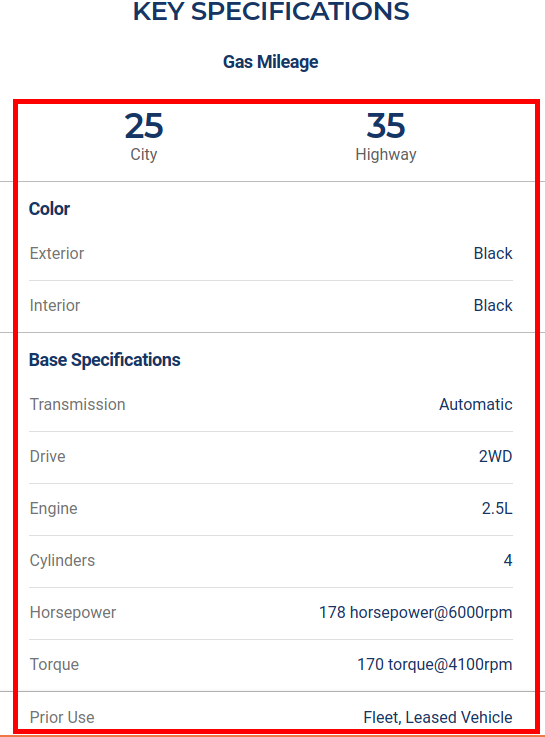 KEY SPECIFICATIONS
Gas Mileage
25 35
City Highway
Color
Exterior Black
Interior Black
Base Specifications
Transmission Automatic
Drive 2WD
Engine 2.5L
Cylinders 4
Horsepower 178 horsepower@6000rpm
Torque 170 torque@4100rpm
Prior Use Fleet, Leased Vehicle